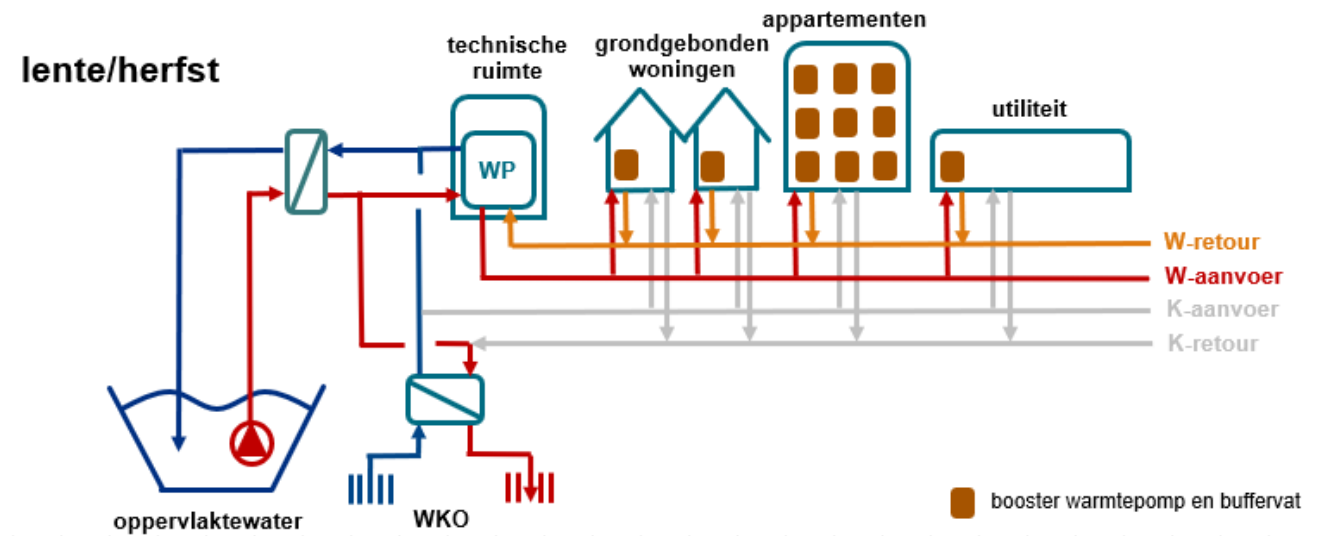 lente/herfst
technische
ruimte
grondgebonden
woningen
appartementen
utiliteit
WP
W-retour
W-aanvoer
K-aanvoer
K-retour
oppervlaktewater
WKO
booster warmtepomp en buffervat